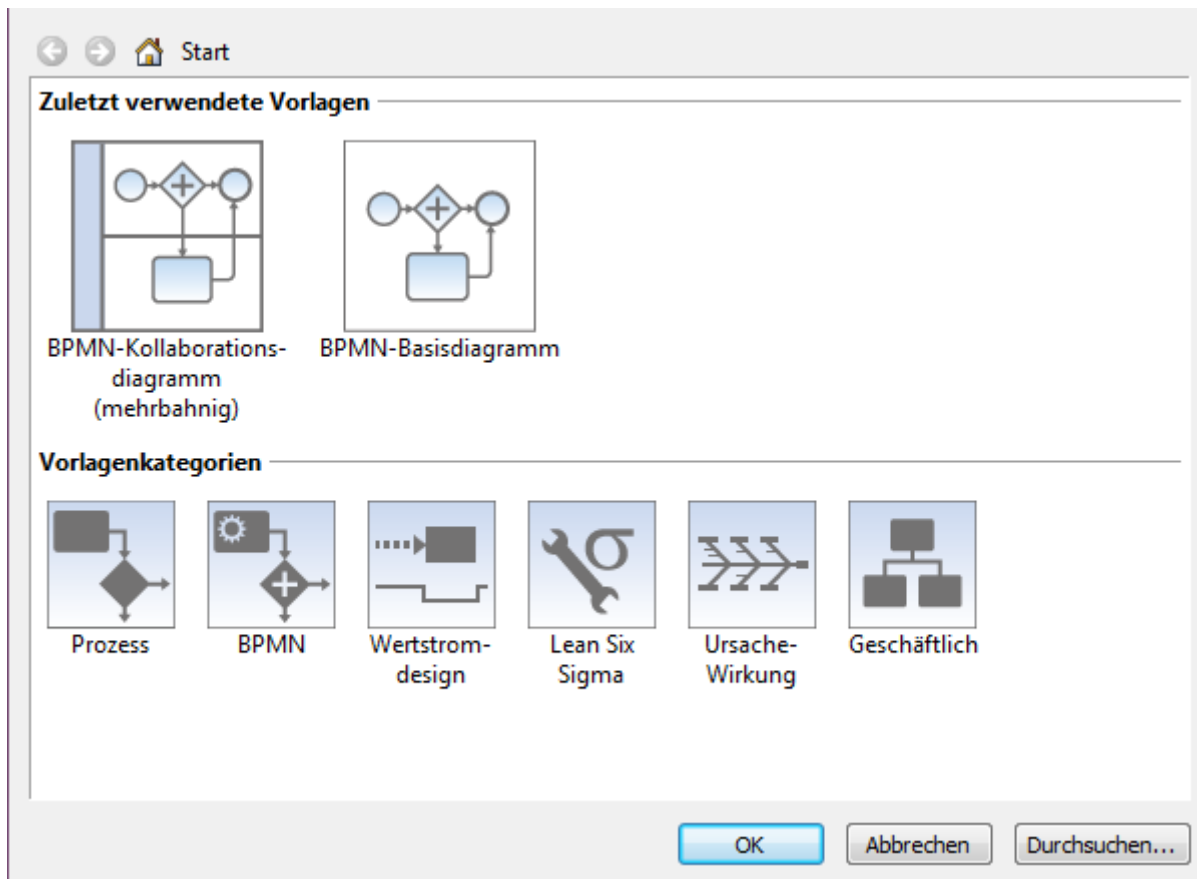 Start
Zuletzt verwendete Vorlagen
BPMN-Kollaborations-
diagramm
(mehrbahnig)
BPMN-Basisdiagramm
Vorlagenkategorien
Prozess
BPMN
Wertstrom-
design
Lean Six
Sigma
Ursache-
Wirkung
Geschäftlich
OK
Abbrechen
Durchsuchen...